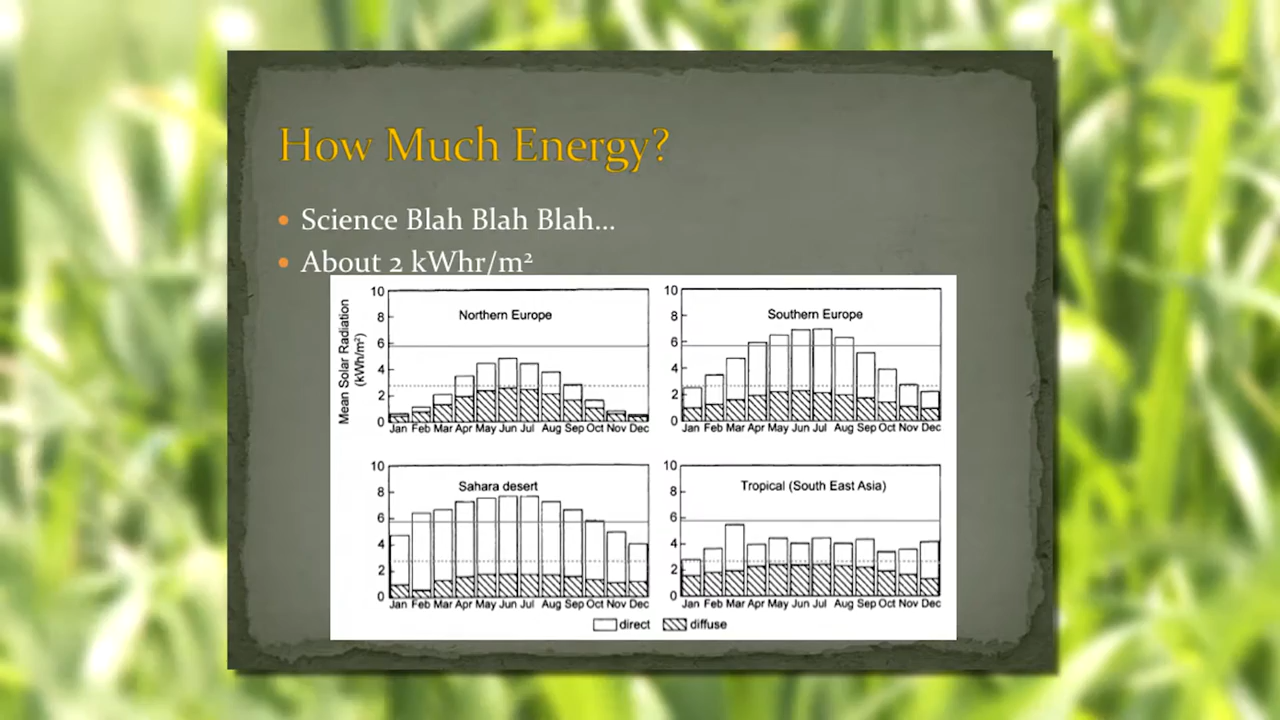 How Much Energy?
• Science Blah Blah Blah...
• About 2 kWhr/m²
Mean Solar Radiation
(kWh/m²)
10
8
6
4
2
0
Northern Europe
Jan Feb Mar Apr May Jun Jul Aug Sep Oct Nov Dec
10
8
6
4
2
0
Southern Europe
Jan Feb Mar Apr May Jun Jul Aug Sep Oct Nov Dec
10
8
6
4
2
0
Sahara desert
Jan Feb Mar Apr May Jun Jul Aug Sep Oct Nov Dec
10
8
6
4
2
0
Tropical (South East Asia)
Jan Feb Mar Apr May Jun Jul Aug Sep Oct Nov Dec
direct diffuse